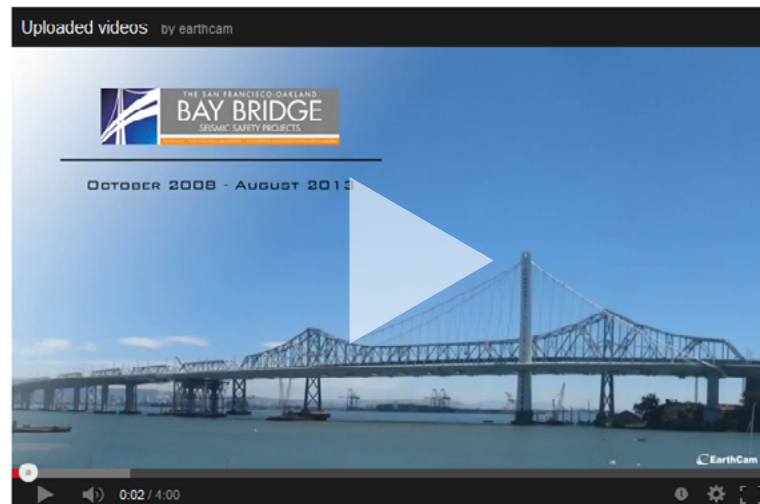 Uploaded videos by earthcam
THE SAN FRANCISCO-OAKLAND
BAY BRIDGE
SEISMIC SAFETY PROJECTS
OCTOBER 2008 - AUGUST 2013
EarthCam
0:02 / 4:00